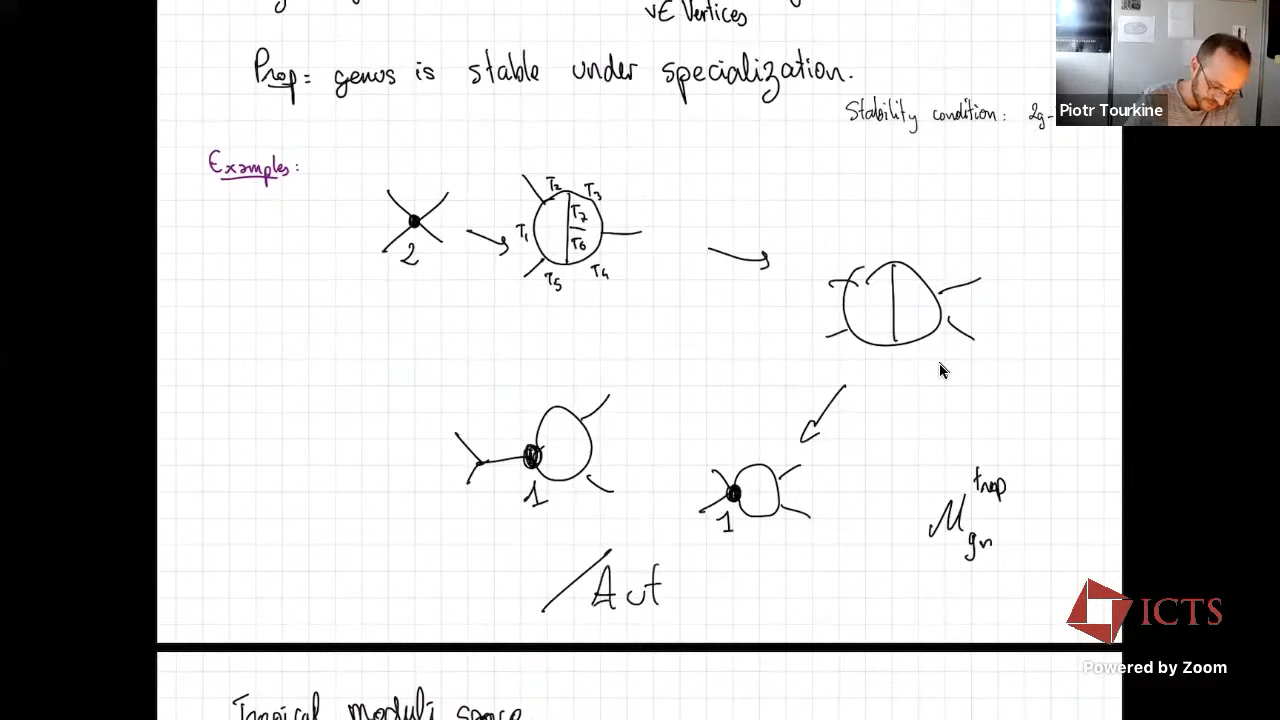 v∈ Vertices
Prop= genus is stable under specialization.
Piotr Tourkine
Stability condition: 2g-
Examples:
2
T₁ T₂ T₃ T₇ T₆ T₅ T₄
1
1
M trop gn
/Aut
ICTS
Powered by Zoom
Tropical moduli space